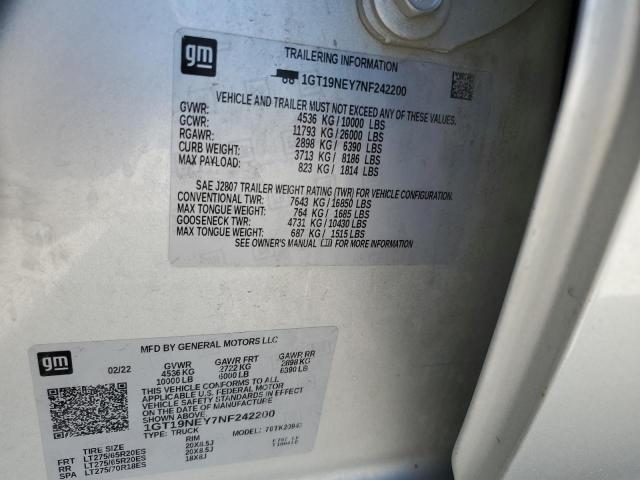 gm
TRAILERING INFORMATION
1GT19NEY7NF242200
VEHICLE AND TRAILER MUST NOT EXCEED ANY OF THESE VALUES.
GVWR: 4536 KG/10000 LBS
GCWR: 11793 KG/26000 LBS
RGAWR: 2898 KG/ 6390 LBS
CURB WEIGHT: 3713 KG/ 8186 LBS
MAX PAYLOAD: 823 KG/ 1814 LBS
SAE J2807 TRAILER WEIGHT RATING (TWR) FOR VEHICLE CONFIGURATION.
CONVENTIONAL TWR: 7643 KG/16850 LBS
MAX TONGUE WEIGHT: 764 KG/ 1685 LBS
GOOSENECK TWR: 4731 KG/10430 LBS
MAX TONGUE WEIGHT: 687 KG/ 1515 LBS
SEE OWNER'S MANUAL FOR MORE INFORMATION
gm
MFD BY GENERAL MOTORS LLC
02/22 GVWR GAWR FRT GAWR RR
4536 KG 2722 KG 2898 KG
10000 LB 6000 LB 6390 LB
THIS VEHICLE CONFORMS TO ALL
APPLICABLE U.S. FEDERAL MOTOR
VEHICLE SAFETY STANDARDS IN
EFFECT ON THE DATE OF MANUFACTURE
SHOWN ABOVE.
1GT19NEY7NF242200
TYPE: TRUCK MODEL:
TIRE SIZE RIM
FRT LT275/65R20ES 20X8.5J
RR LT275/65R20ES 20X8.5J
SPA LT275/70R18ES 18X8J